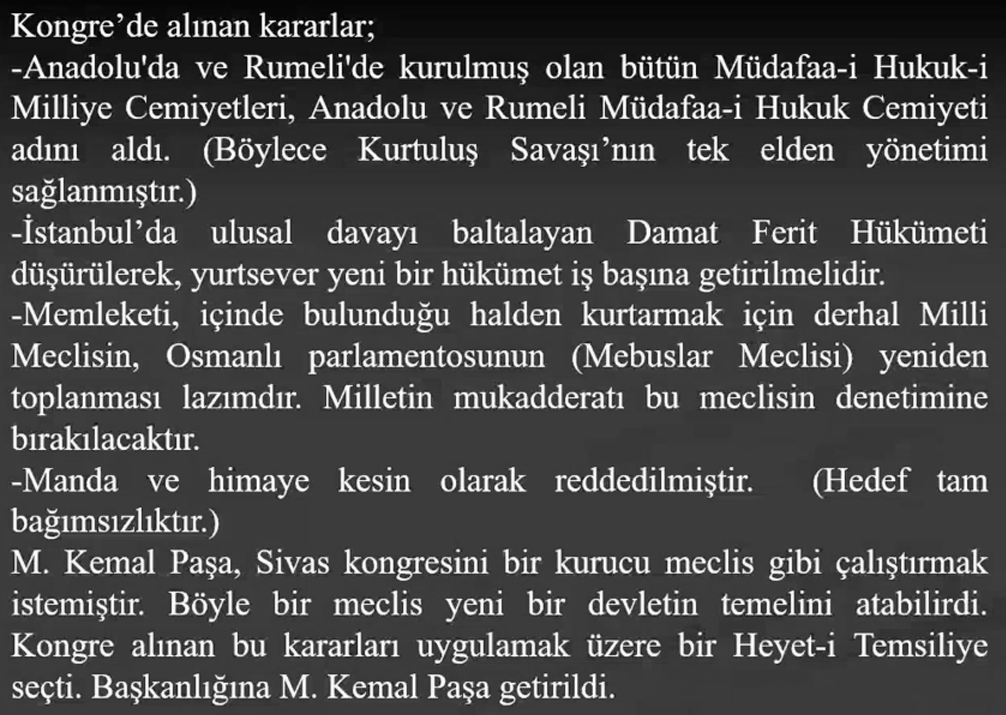 Kongre’de alınan kararlar;
-Anadolu'da ve Rumeli'de kurulmuş olan bütün Müdafaa-i Hukuk-i
Milliye Cemiyetleri, Anadolu ve Rumeli Müdafaa-i Hukuk Cemiyeti
adını aldı. (Böylece Kurtuluş Savaşı’nın tek elden yönetimi
sağlanmıştır.)
-İstanbul’da ulusal davayı baltalayan Damat Ferit Hükümeti
düşürülerek, yurtsever yeni bir hükümet iş başına getirilmelidir.
-Memleketi, içinde bulunduğu halden kurtarmak için derhal Milli
Meclisin, Osmanlı parlamentosunun (Mebuslar Meclisi) yeniden
toplanması lazımdır. Milletin mukadderatı bu meclisin denetimine
bırakılacaktır.
-Manda ve himaye kesin olarak reddedilmiştir. (Hedef tam
bağımsızlıktır.)
M. Kemal Paşa, Sivas kongresini bir kurucu meclis gibi çalıştırmak
istemiştir. Böyle bir meclis yeni bir devletin temelini atabilirdi.
Kongre alınan bu kararları uygulamak üzere bir Heyet-i Temsiliye
seçti. Başkanlığına M. Kemal Paşa getirildi.